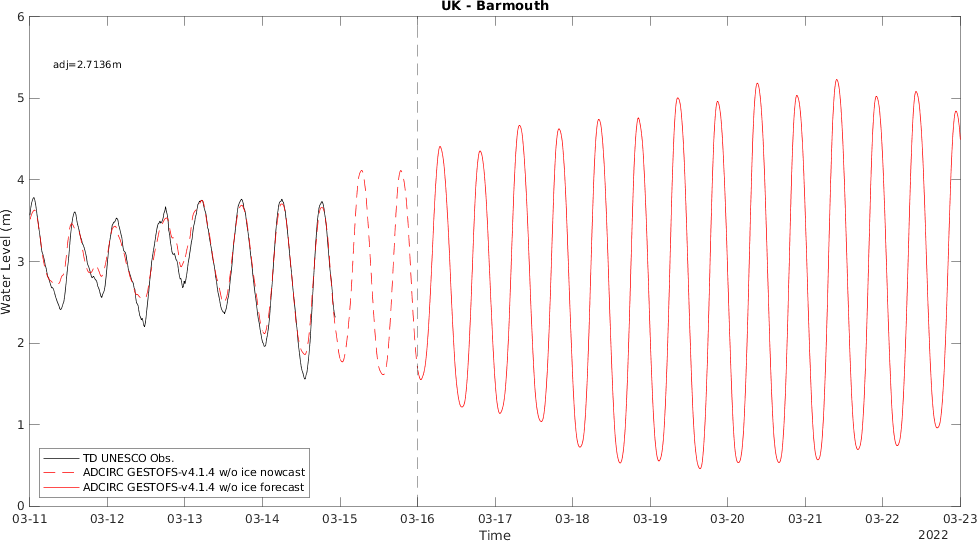 UK - Barmouth
adj=2.7136m
6
5
4
3
2
1
0
Water Level (m)
TD UNESCO Obs.
ADCIRC GESTOFS-v4.1.4 w/o ice nowcast
ADCIRC GESTOFS-v4.1.4 w/o ice forecast
03-11 03-12 03-13 03-14 03-15 03-16 03-17 03-18 03-19 03-20 03-21 03-22 03-23
Time
2022